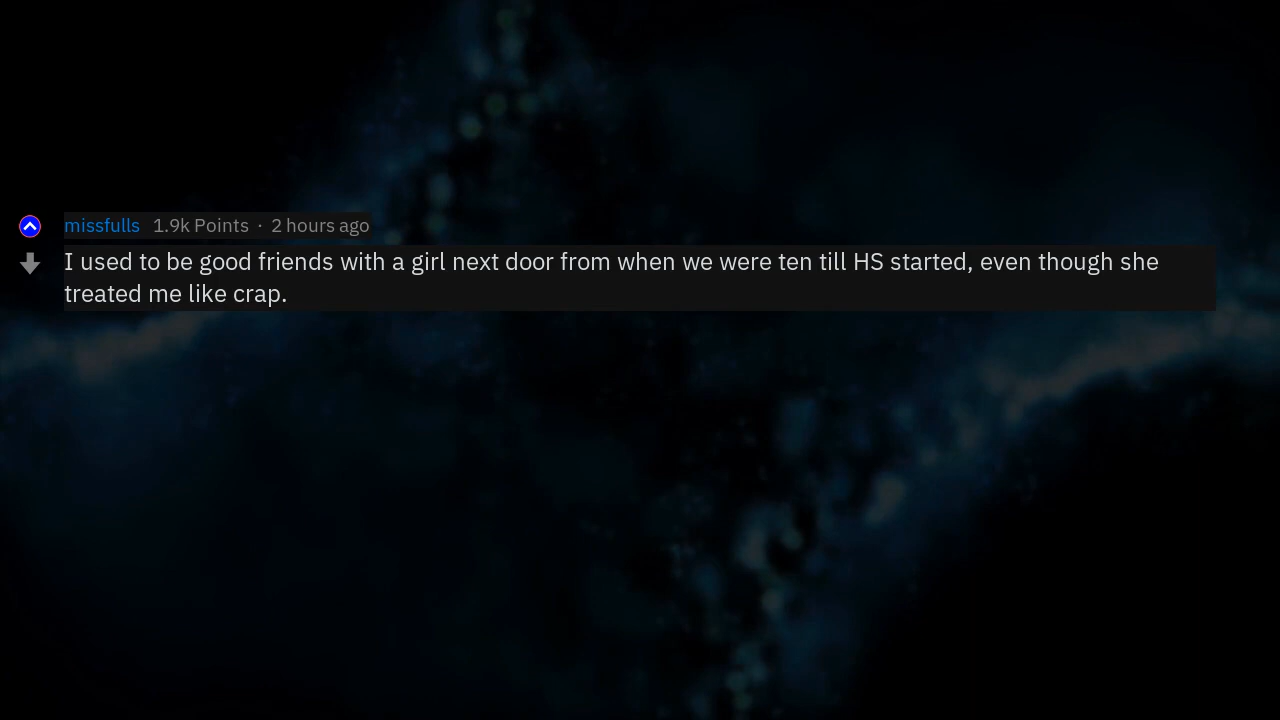 missfulls 1.9k Points · 2 hours ago
I used to be good friends with a girl next door from when we were ten till HS started, even though she
treated me like crap.